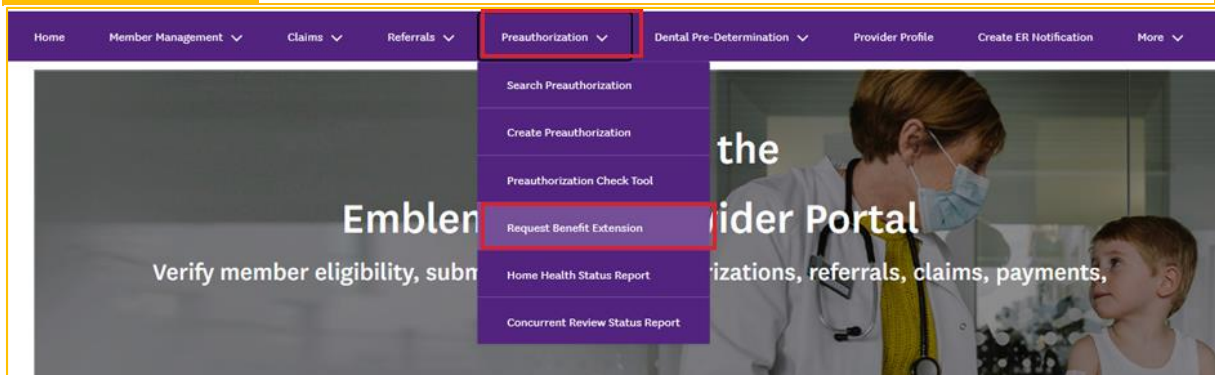 Home Member Management Claims Referrals Preauthorization Dental Pre-Determination Provider Profile Create ER Notification More
Search Preauthorization
Create Preauthorization
Preauthorization Check Tool
Request Benefit Extension
Home Health Status Report
Concurrent Review Status Report
the
Emblem ider Portal
Verify member eligibility, subm izations, referrals, claims, payments,